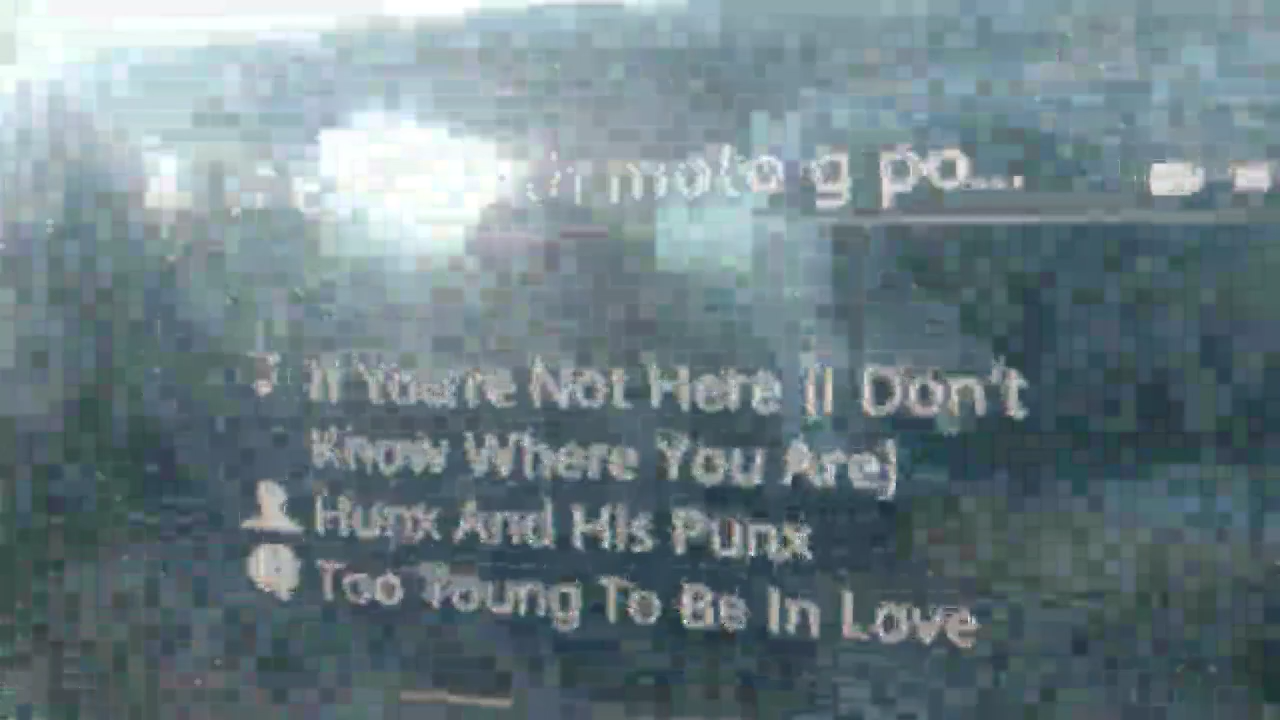 po...
If You're Not Here [I Don't
Know Where You Are]
Hunx And His Punx
Too Young To Be In Love